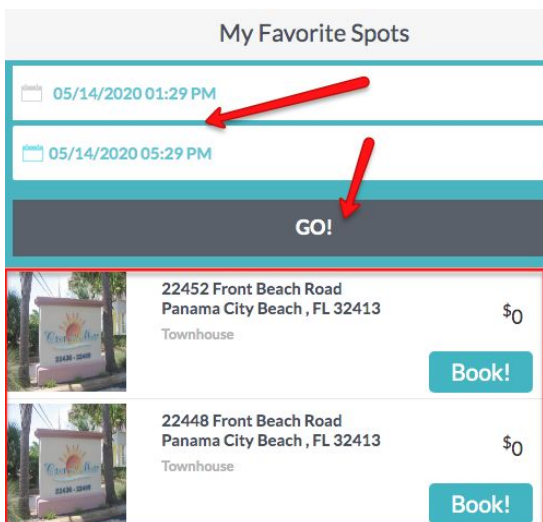 My Favorite Spots
05/14/2020 01:29 PM
05/14/2020 05:29 PM
GO!
22452 Front Beach Road
Panama City Beach , FL 32413
$0
Townhouse
Book!
22448 Front Beach Road
Panama City Beach , FL 32413
$0
Townhouse
Book!